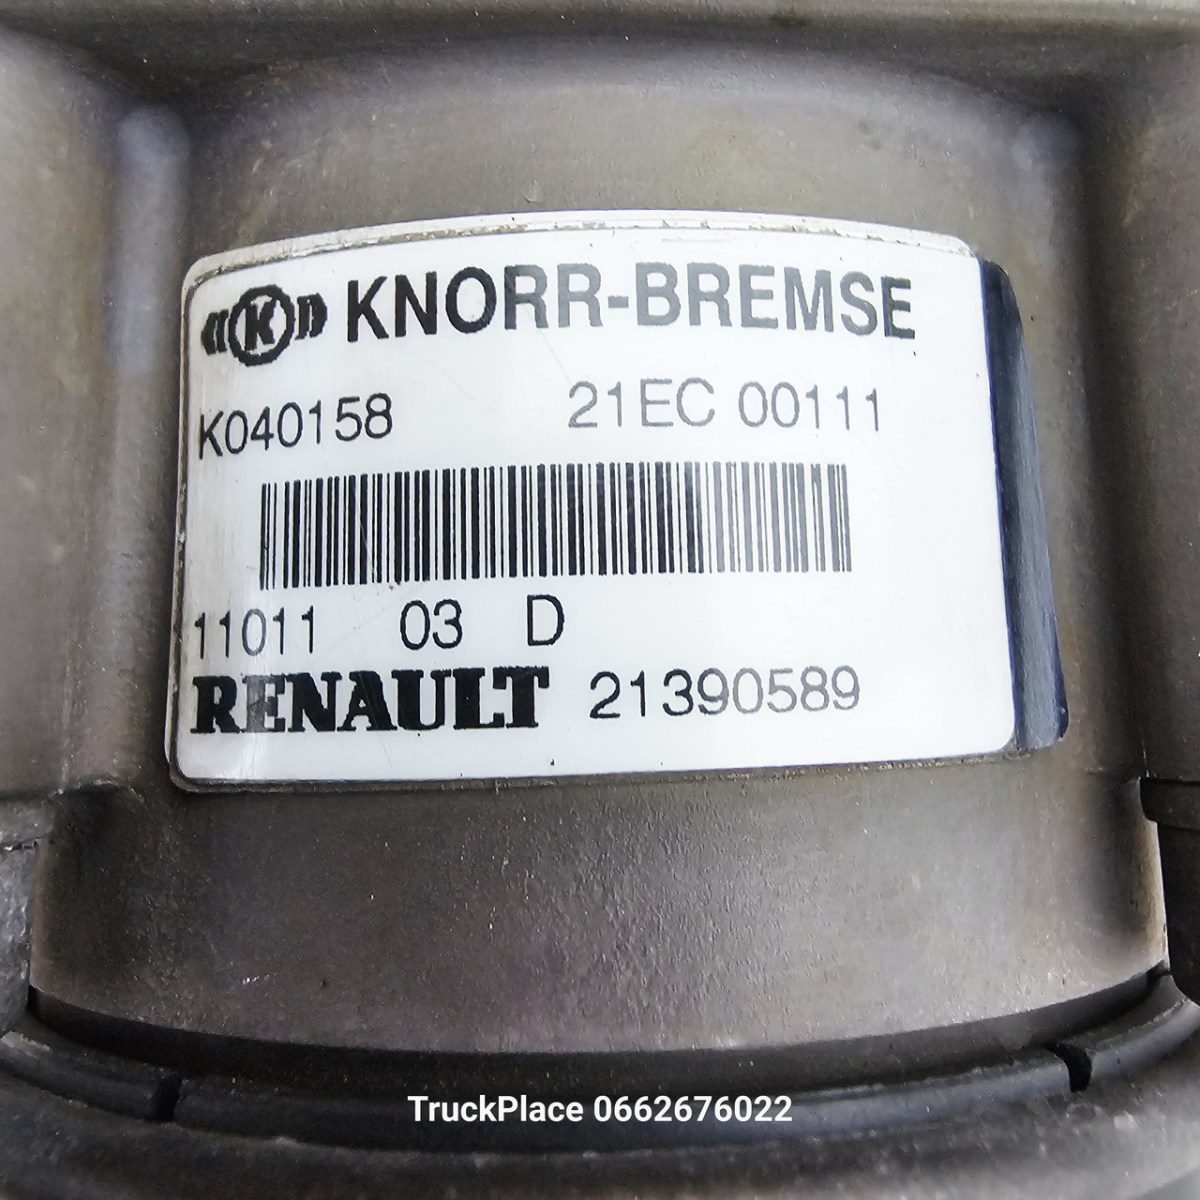 K KNORR-BREMSE
K040158 21EC 00111
11011 03 D
RENAULT 21390589
TruckPlace 0662676022